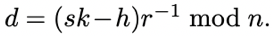 d = (sk − h)r⁻¹ mod n.